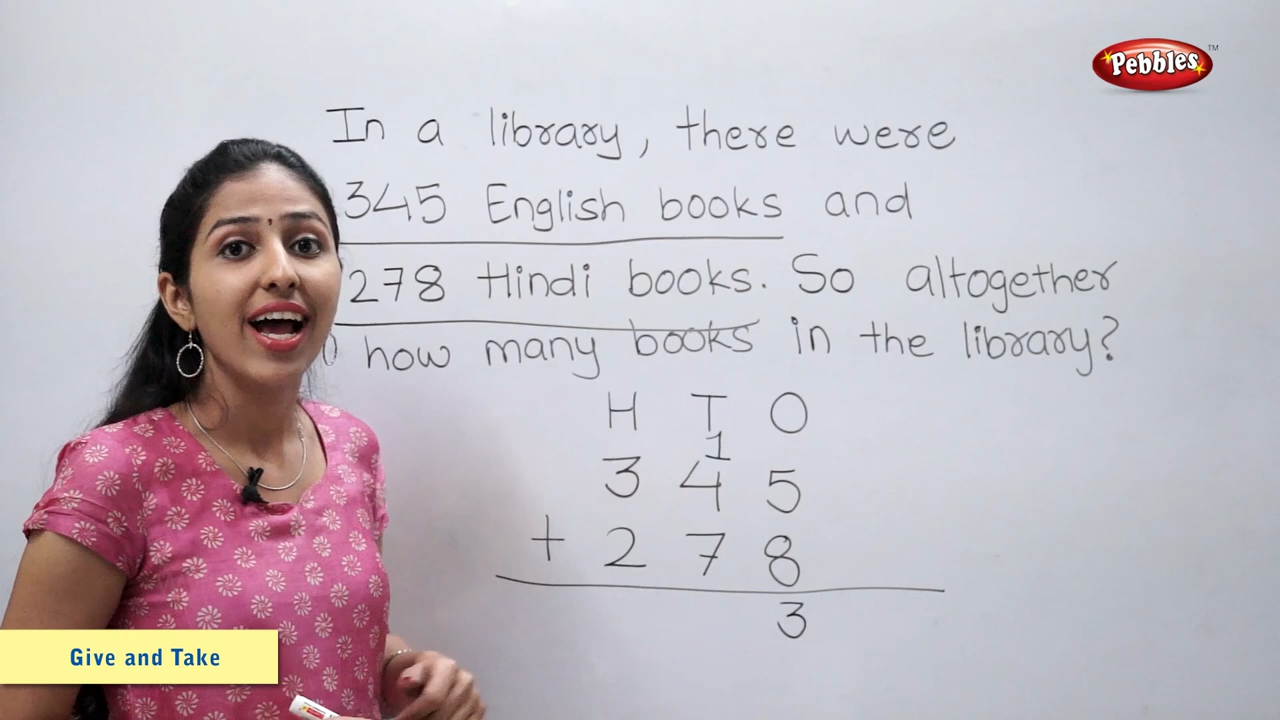 Pebbles TM
In a library, there were
345 English books and
278 Hindi books. So altogether
how many books in the library?
H T O
1
3 4 5
+ 2 7 8
3
Give and Take